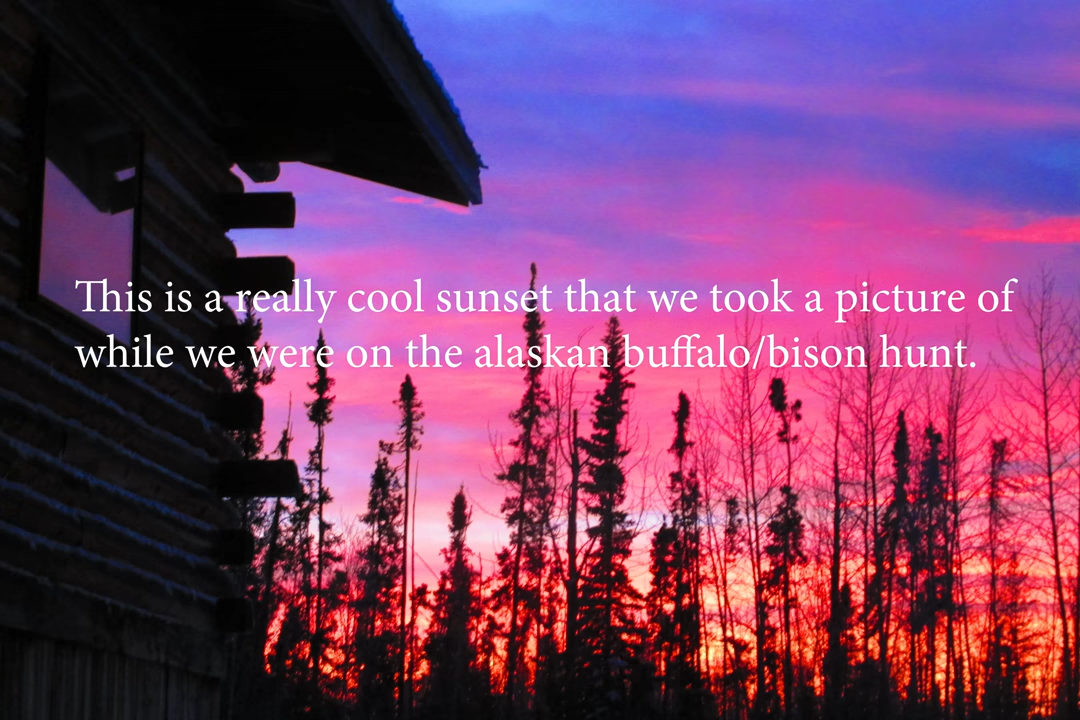 This is a really cool sunset that we took a picture of
while we were on the alaskan buffalo/bison hunt.